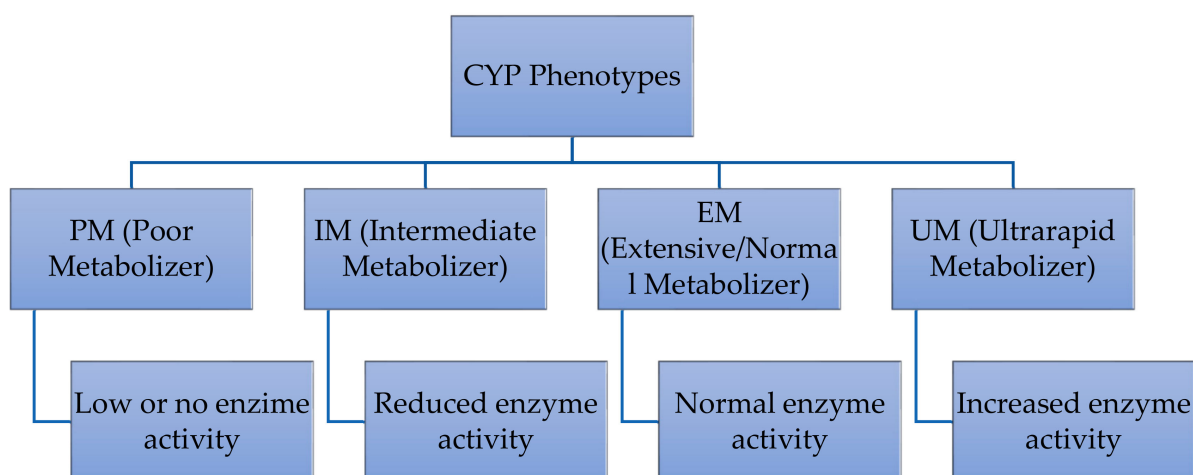 CYP Phenotypes
PM (Poor
Metabolizer)
IM (Intermediate
Metabolizer)
EM
(Extensive/Norma
l Metabolizer)
UM (Ultrarapid
Metabolizer)
Low or no enzime
activity
Reduced enzyme
activity
Normal enzyme
activity
Increased enzyme
activity